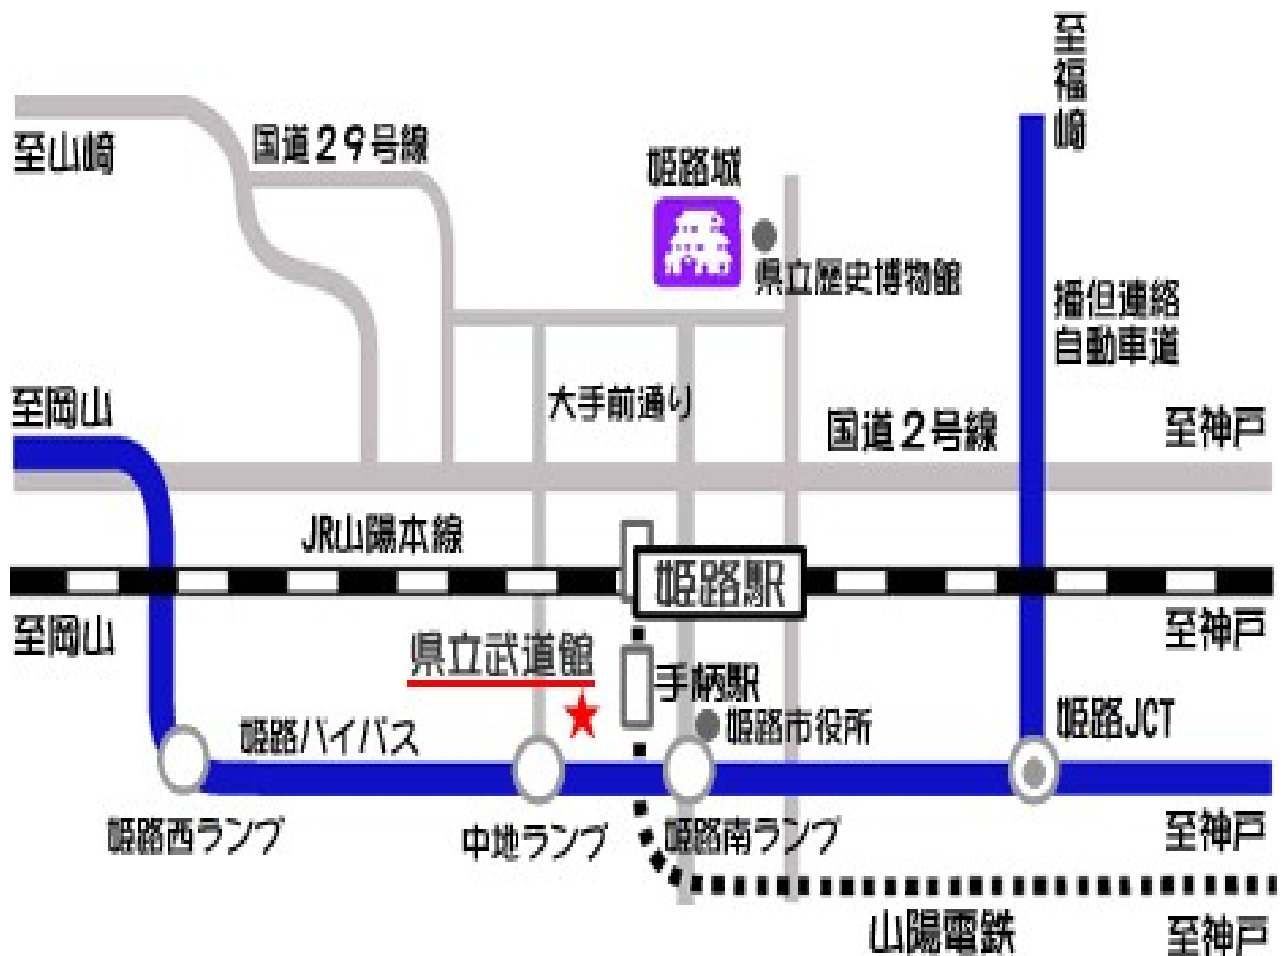 至福崎
至山崎
国道29号線
姫路城
県立歴史博物館
播但連絡
自動車道
至岡山
大手前通り
国道2号線
至神戸
JR山陽本線
姫路駅
至岡山
至神戸
県立武道館
手柄駅
姫路バイパス
姫路市役所
姫路JCT
姫路西ランプ
中地ランプ
姫路南ランプ
至神戸
山陽電鉄
至神戸